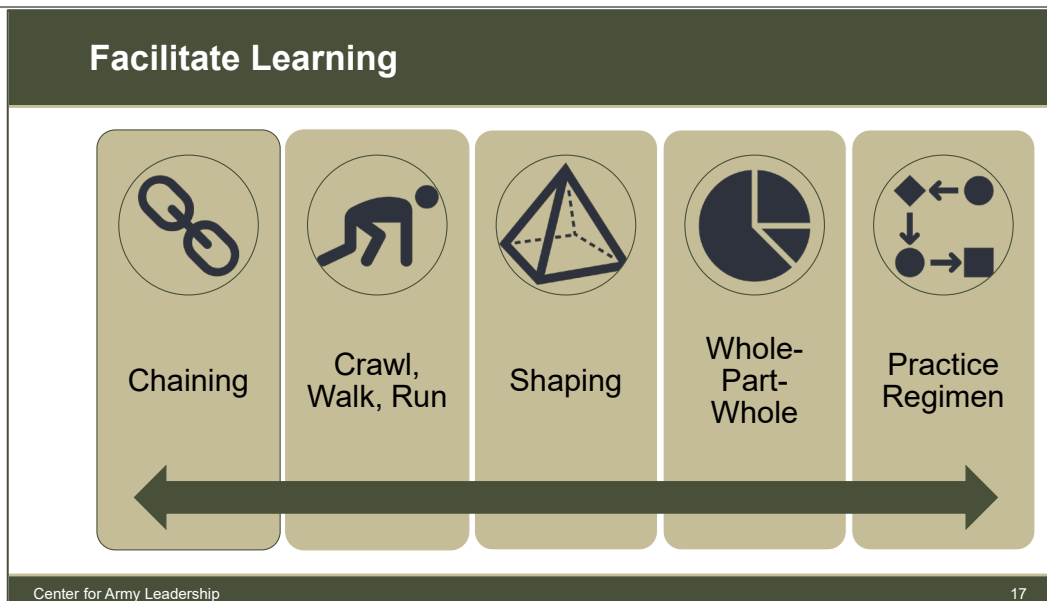 Facilitate Learning
Chaining
Crawl,
Walk, Run
Shaping
Whole-
Part-
Whole
Practice
Regimen
Center for Army Leadership
17